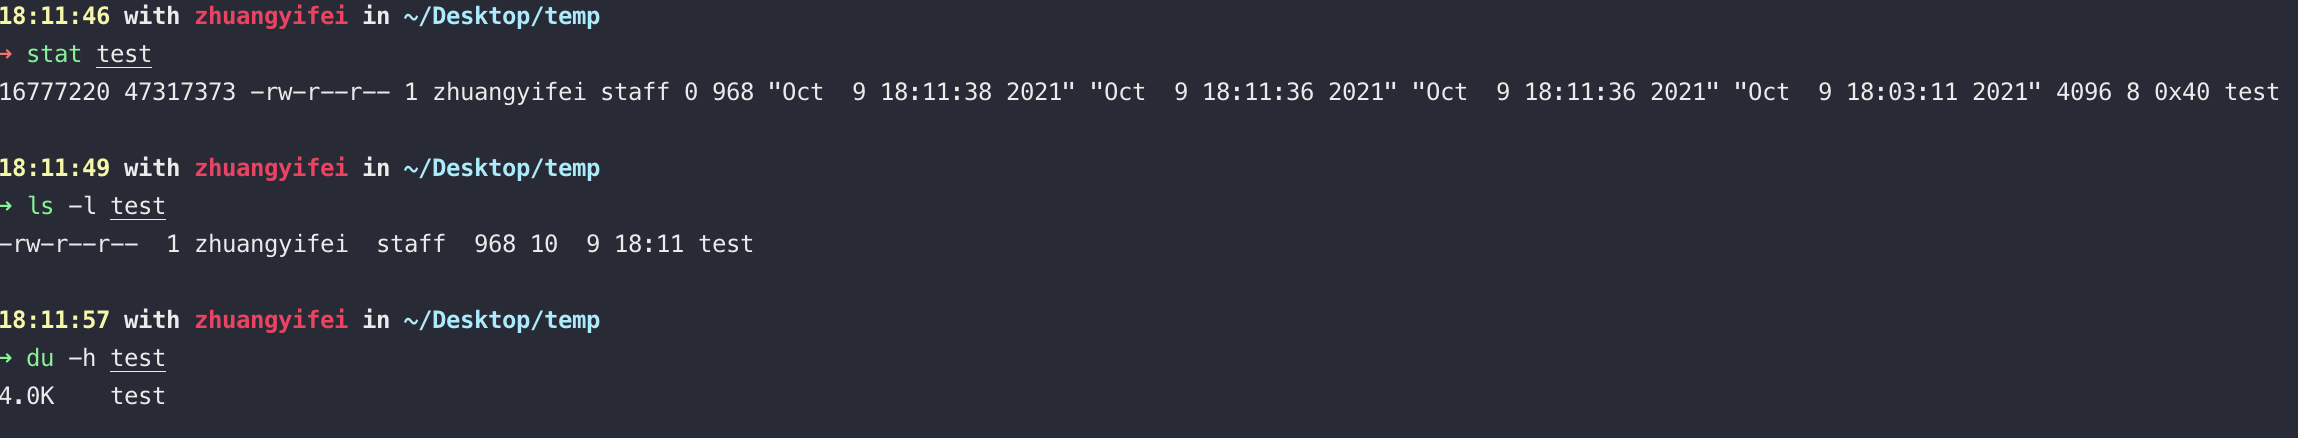 18:11:46 with zhuangyifei in ~/Desktop/temp
→ stat test
16777220 47317373 -rw-r--r-- 1 zhuangyifei staff 0 968 "Oct  9 18:11:38 2021" "Oct  9 18:11:36 2021" "Oct  9 18:11:36 2021" "Oct  9 18:03:11 2021" 4096 8 0x40 test
18:11:49 with zhuangyifei in ~/Desktop/temp
→ ls -l test
-rw-r--r--  1 zhuangyifei  staff  968 10  9 18:11 test
18:11:57 with zhuangyifei in ~/Desktop/temp
→ du -h test
4.0K    test